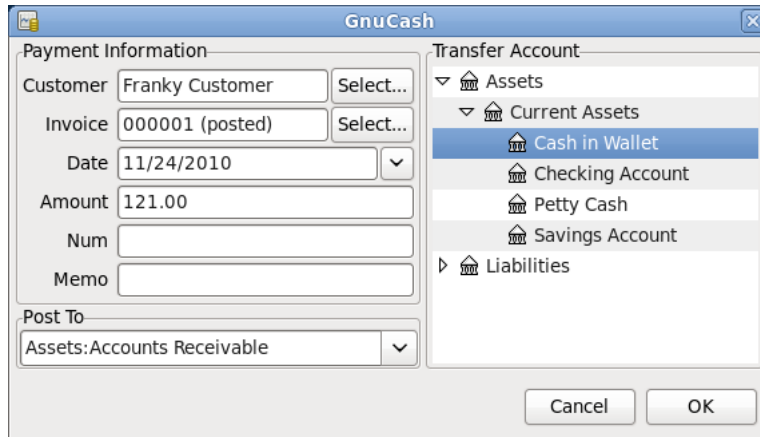 GnuCash
Payment Information
Customer Franky Customer Select...
Invoice 000001 (posted) Select...
Date 11/24/2010
Amount 121.00
Num
Memo
Post To
Assets:Accounts Receivable
Transfer Account
Assets
Current Assets
Cash in Wallet
Checking Account
Petty Cash
Savings Account
Liabilities
Cancel OK